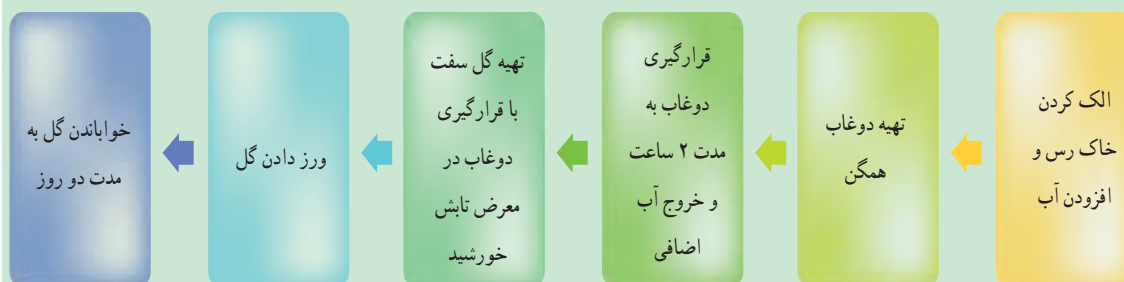 الک کردن
خاک رس و
افزودن آب
تهیه دوغاب
همگن
قرارگیری
دوغاب به
مدت ۲ ساعت
و خروج آب
اضافی
تهیه گل سفت
با قرارگیری
دوغاب در
معرض تابش
خورشید
ورز دادن گل
خواباندن گل به
مدت دو روز